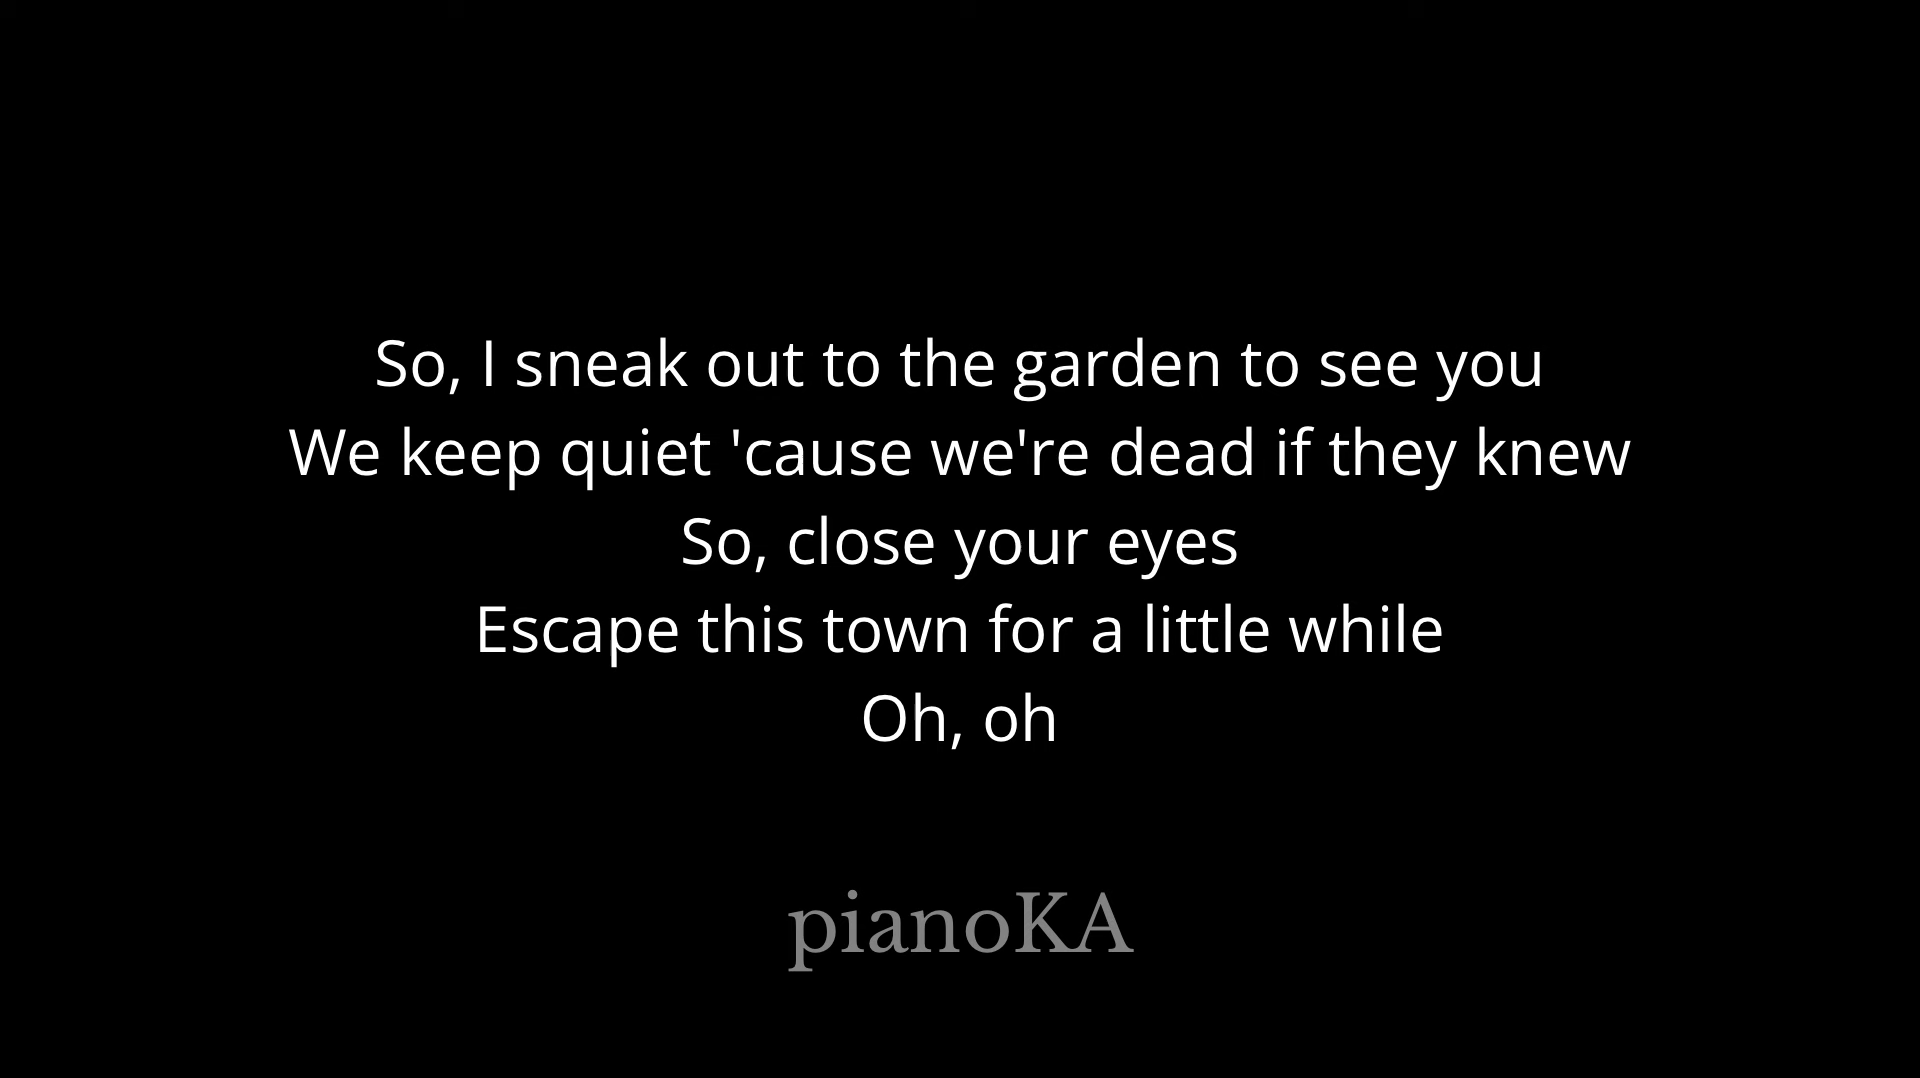 So, I sneak out to the garden to see you
We keep quiet 'cause we're dead if they knew
So, close your eyes
Escape this town for a little while
Oh, oh
pianoKA